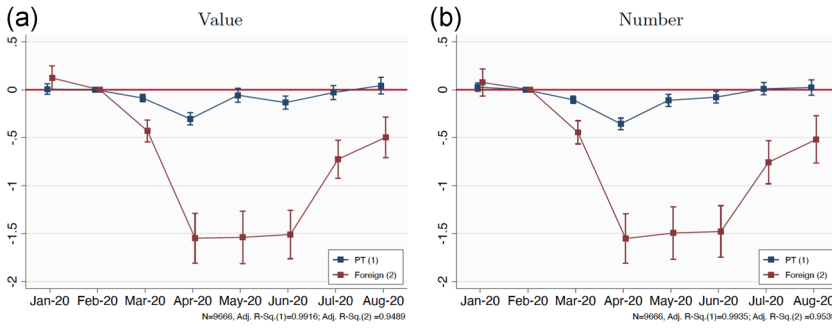 (a) Value
.5
0
-.5
-1
-1.5
-2
PT (1)
Foreign (2)
Jan-20 Feb-20 Mar-20 Apr-20 May-20 Jun-20 Jul-20 Aug-20
N=9666, Adj. R-Sq.(1)=0.9916; Adj. R-Sq.(2) =0.9489
(b) Number
.5
0
-.5
-1
-1.5
-2
PT (1)
Foreign (2)
Jan-20 Feb-20 Mar-20 Apr-20 May-20 Jun-20 Jul-20 Aug-20
N=9666, Adj. R-Sq.(1)=0.9935; Adj. R-Sq.(2) =0.953